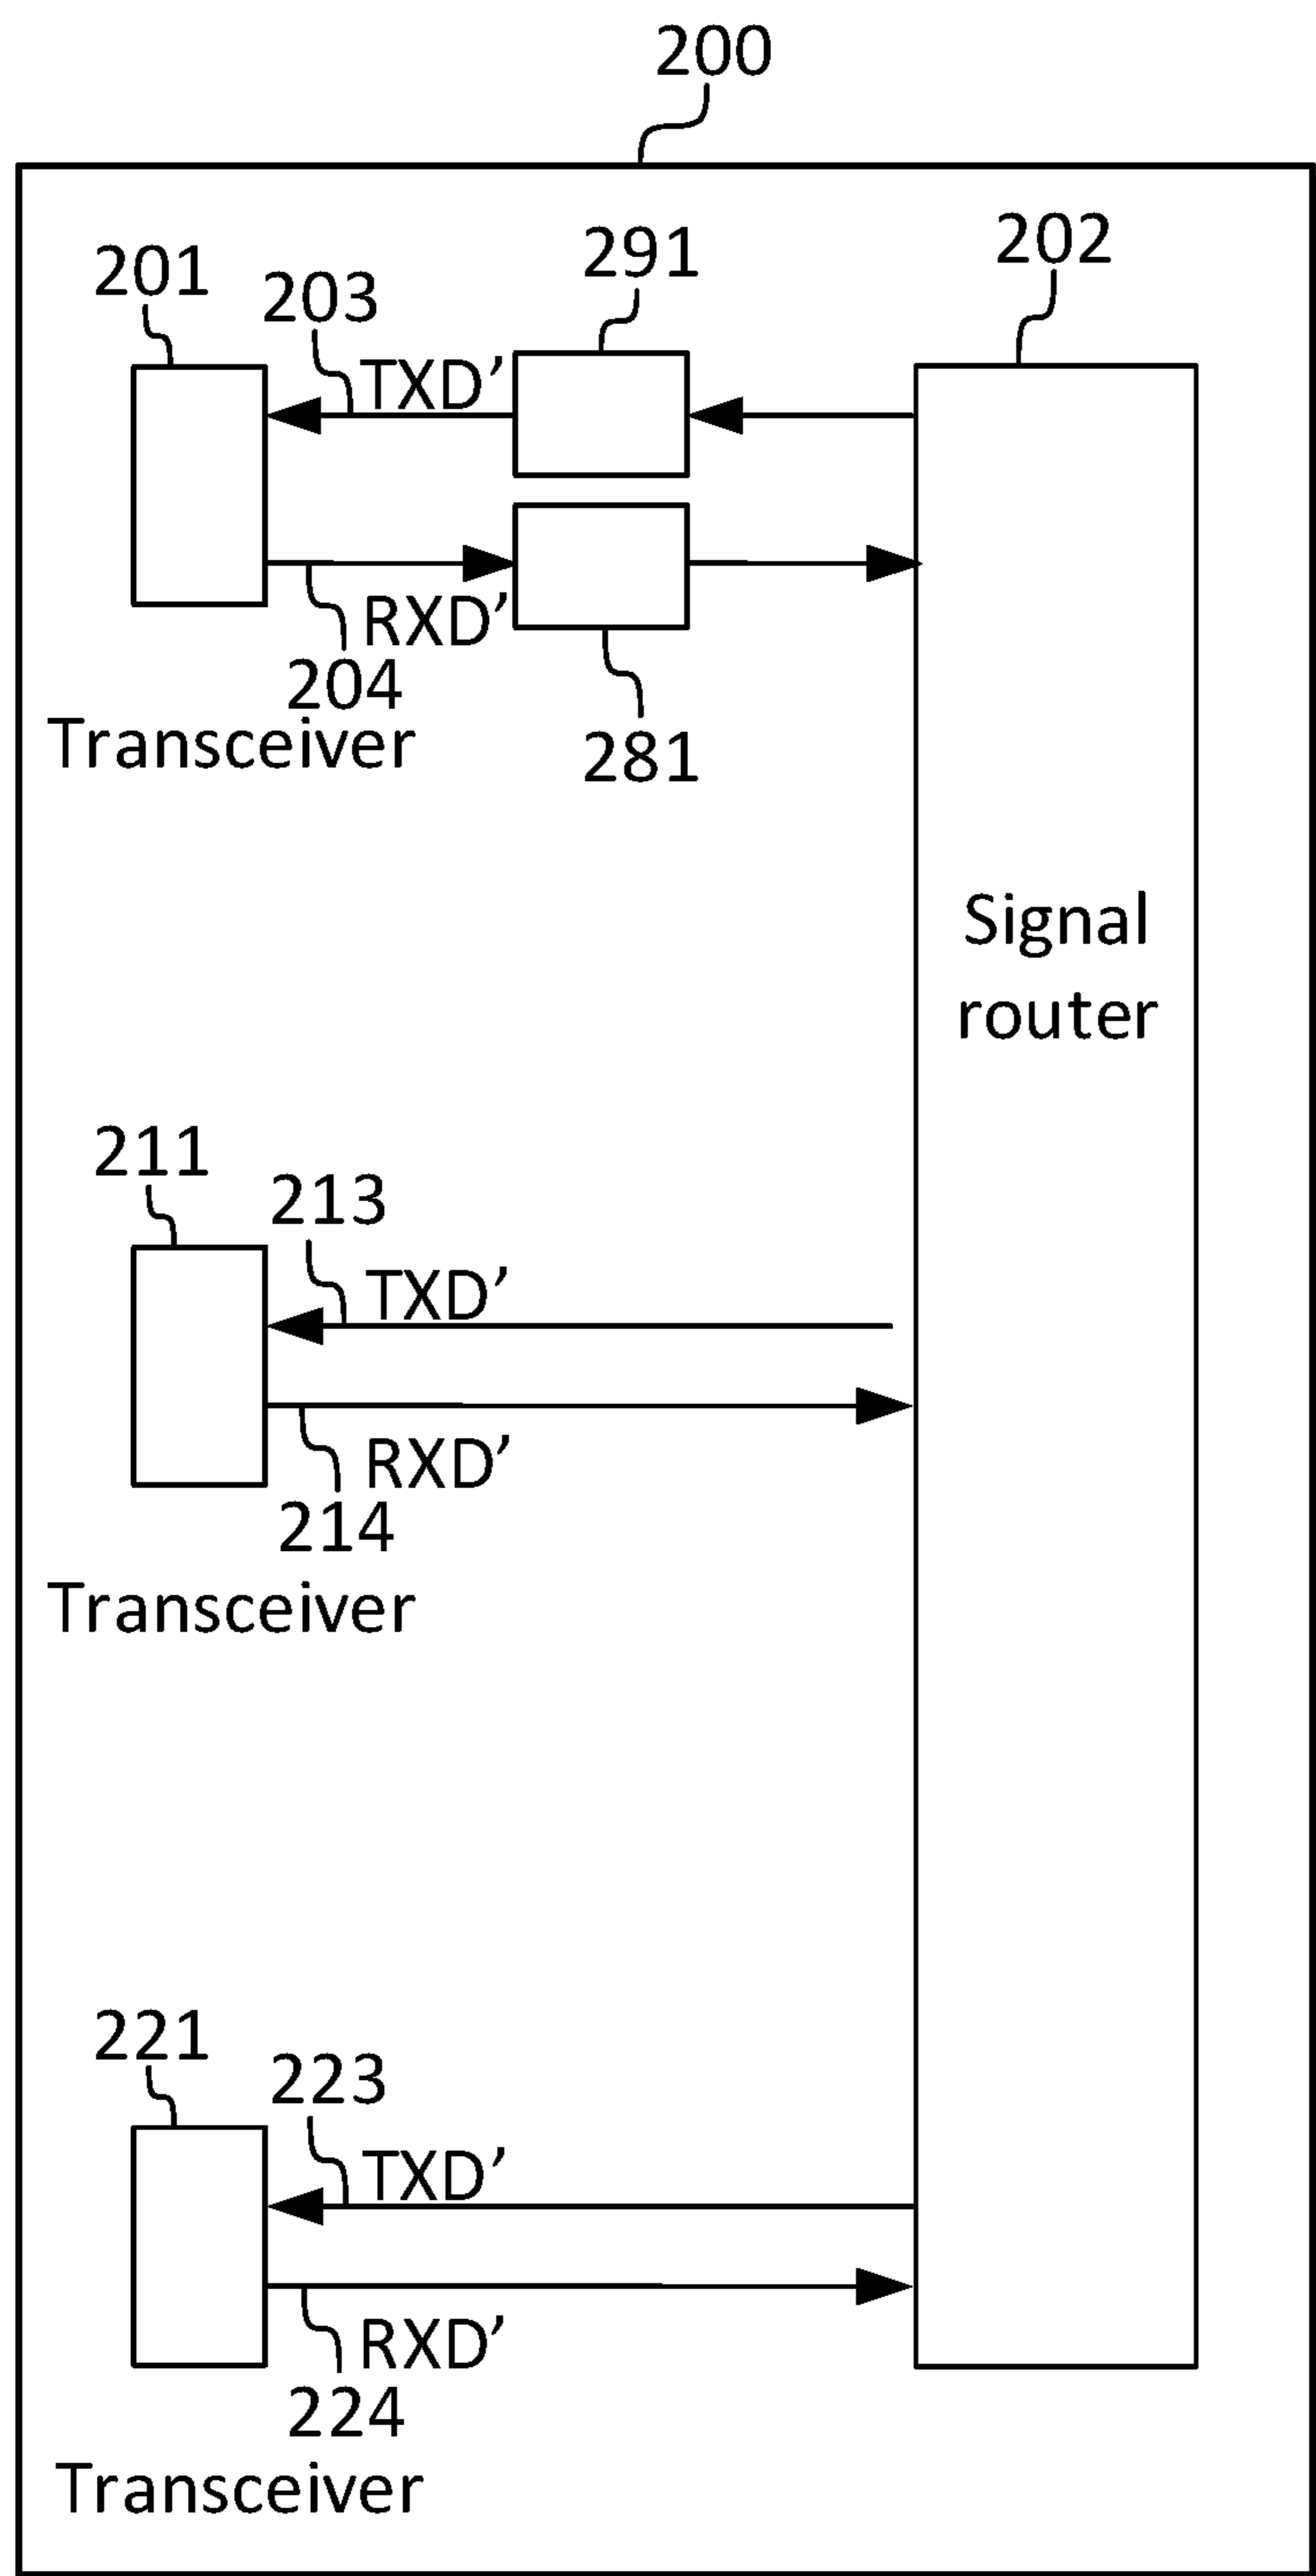 200
201
203
TXD’
291
202
RXD’
204
Transceiver
281
Signal
router
211
213
TXD’
RXD’
214
Transceiver
221
223
TXD’
RXD’
224
Transceiver